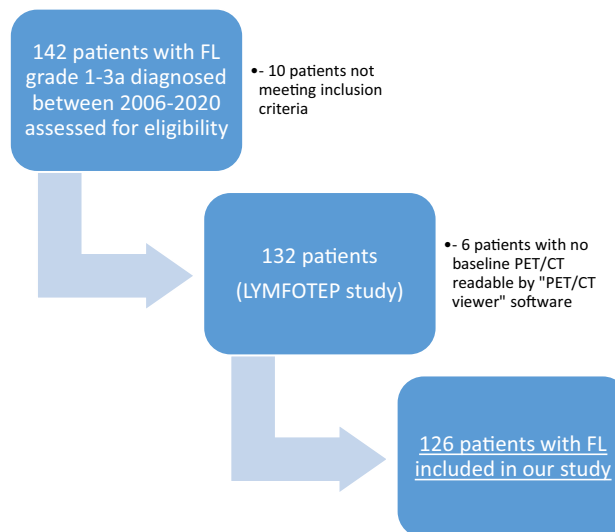 142 patients with FL
grade 1-3a diagnosed
between 2006-2020
assessed for eligibility
•- 10 patients not
meeting inclusion
criteria
132 patients
(LYMFOTEP study)
•- 6 patients with no
baseline PET/CT
readable by "PET/CT
viewer" software
126 patients with FL
included in our study